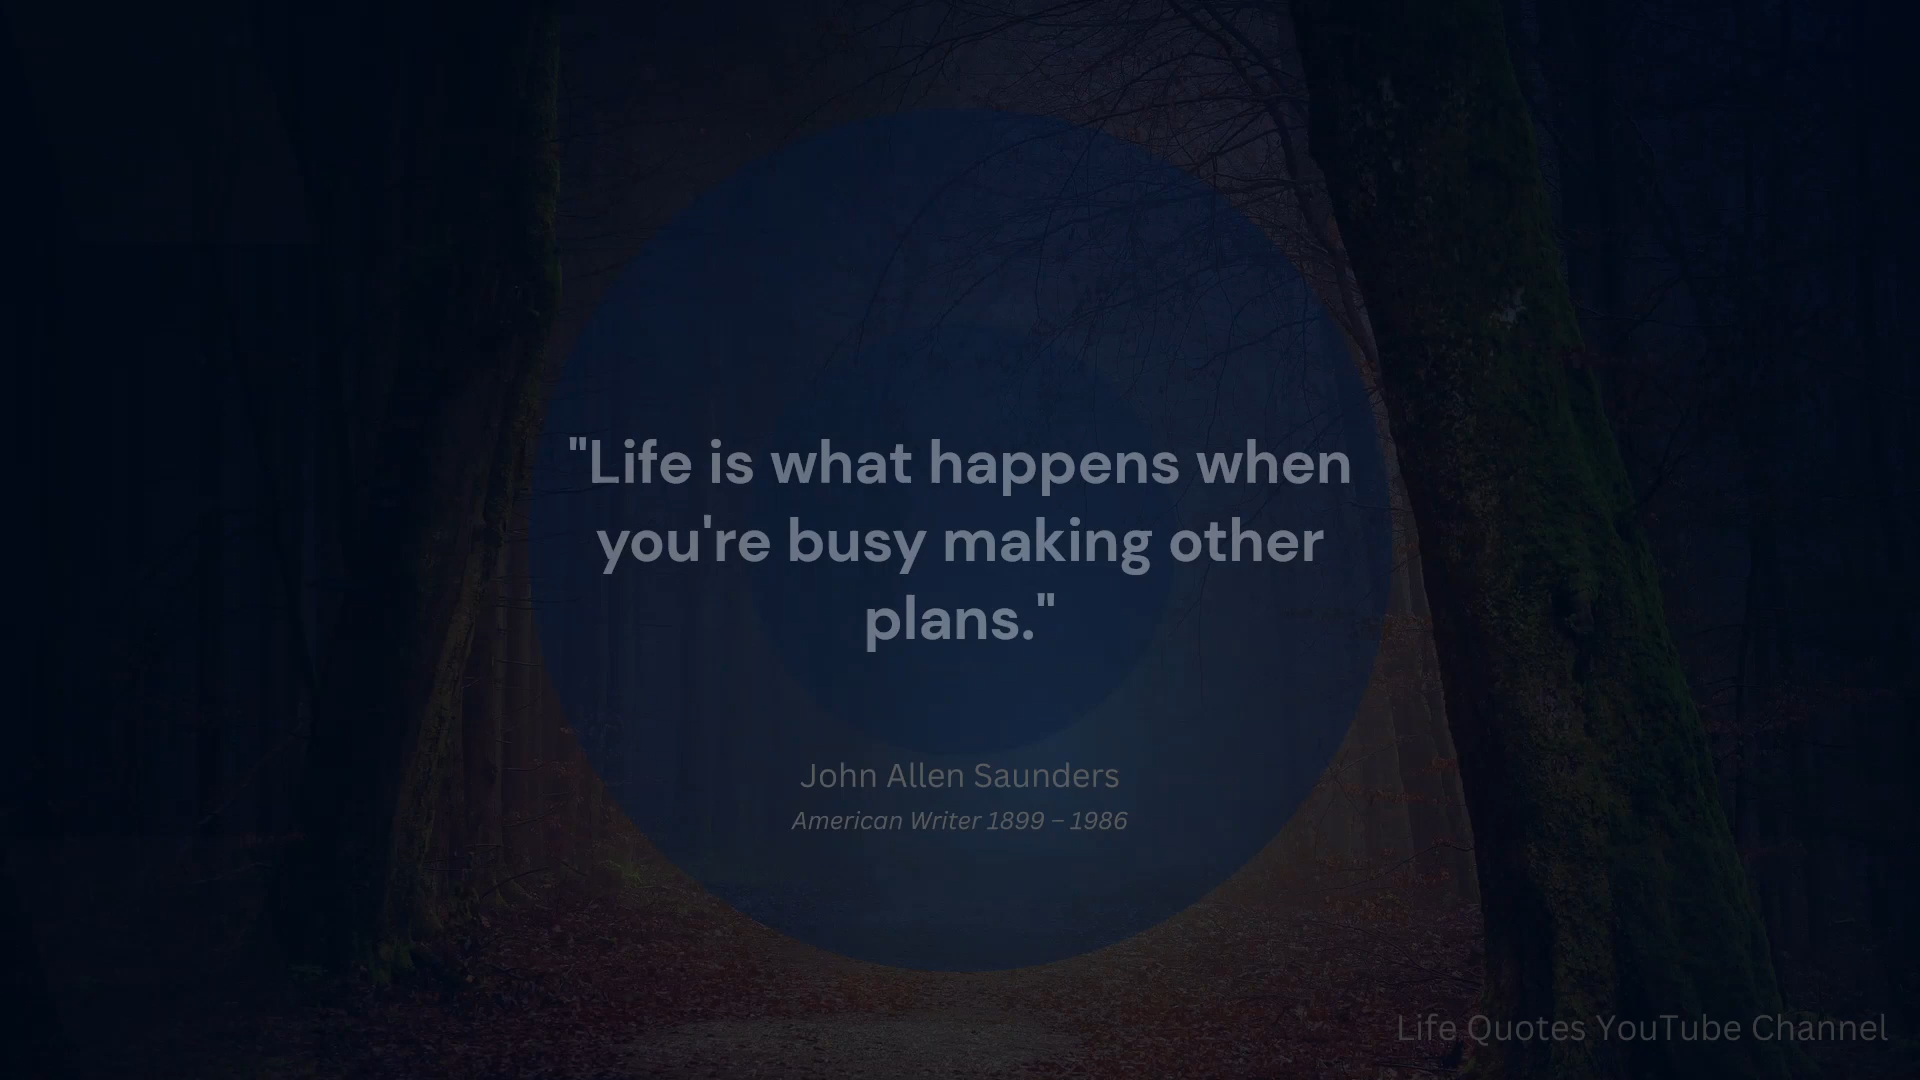 "Life is what happens when
you're busy making other
plans."
John Allen Saunders
American Writer 1899 – 1986
Life Quotes YouTube Channel